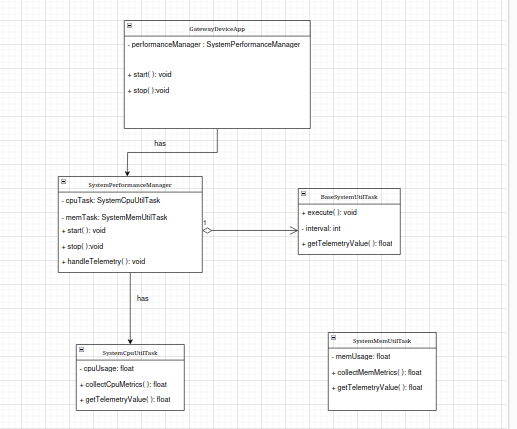 GatewayDeviceApp
- performanceManager : SystemPerformanceManager
+ start( ): void
+ stop( ):void
has
SystemPerformanceManager
- cpuTask: SystemCpuUtilTask
- memTask: SystemMemUtilTask
+ start( ): void
+ stop( ):void
+ handleTelemetry( ): void
1
BaseSystemUtilTask
+ execute( ): void
- interval: int
+ getTelemetryValue( ): float
has
SystemCpuUtilTask
- cpuUsage: float
+ collectCpuMetrics( ): float
+ getTelemetryValue( ): float
SystemMemUtilTask
- memUsage: float
+ collectMemMetrics( ): float
+ getTelemetryValue( ): float